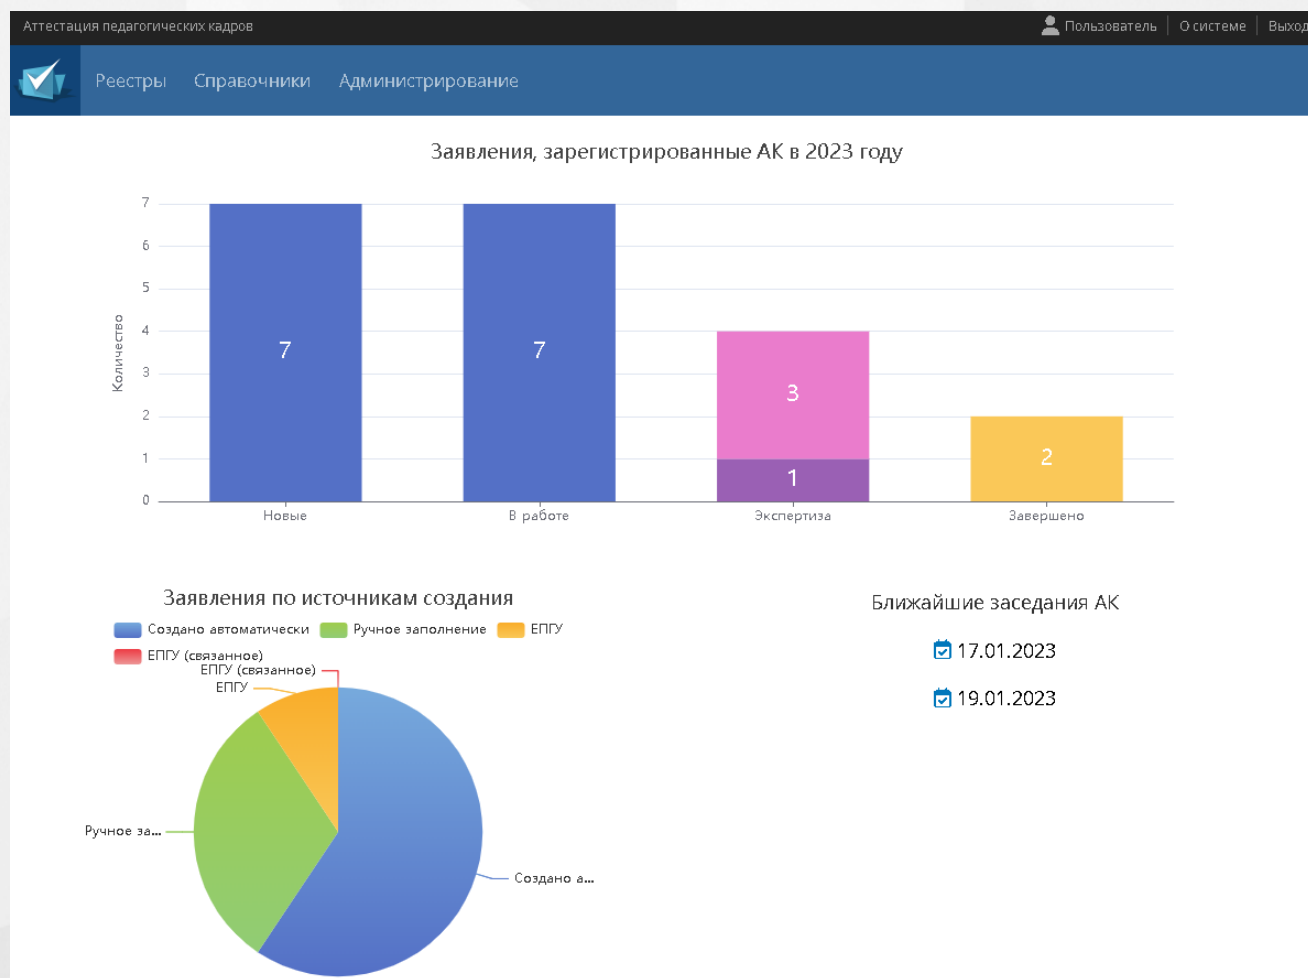 Аттестация педагогических кадров
Пользователь О системе Выход
Реестры Справочники Администрирование
Заявления, зарегистрированные АК в 2023 году
Количество
7
6
5
4
3
2
1
0
7
7
3
1
2
Новые В работе Экспертиза Завершено
Заявления по источникам создания
Создано автоматически Ручное заполнение ЕПГУ
ЕПГУ (связанное)
ЕПГУ (связанное)
ЕПГУ
Ручное за...
Создано а...
Ближайшие заседания АК
17.01.2023
19.01.2023